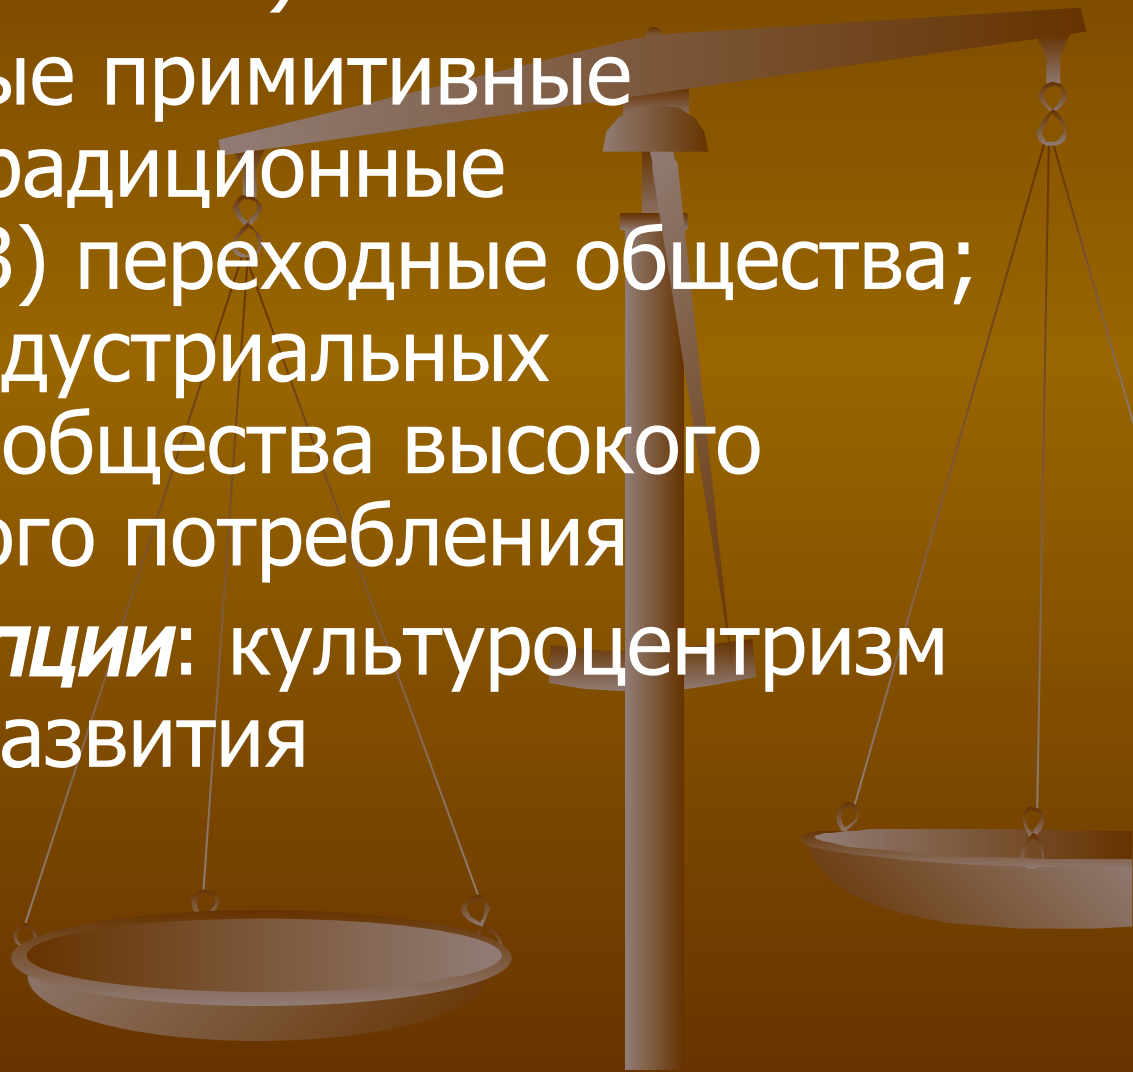 ые примитивные
радиционные
3) переходные общества;
дустриальных
общества высокого
ого потребления
пции: культуроцентризм
азвития